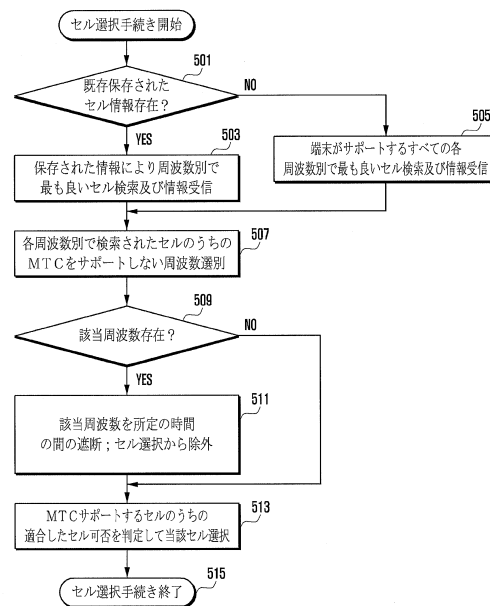 セル選択手続き開始
501
既存保存された
セル情報存在？
NO
YES
503
保存された情報により周波数別で
最も良いセル検索及び情報受信
505
端末がサポートするすべての各
周波数別で最も良いセル検索及び情報受信
507
各周波数別で検索されたセルのうちの
ＭＴＣをサポートしない周波数選別
509
該当周波数存在？
NO
YES
511
該当周波数を所定の時間
の間の遮断；セル選択から除外
513
ＭＴＣサポートするセルのうちの
適合したセル可否を判定して当該セル選択
515
セル選択手続き終了